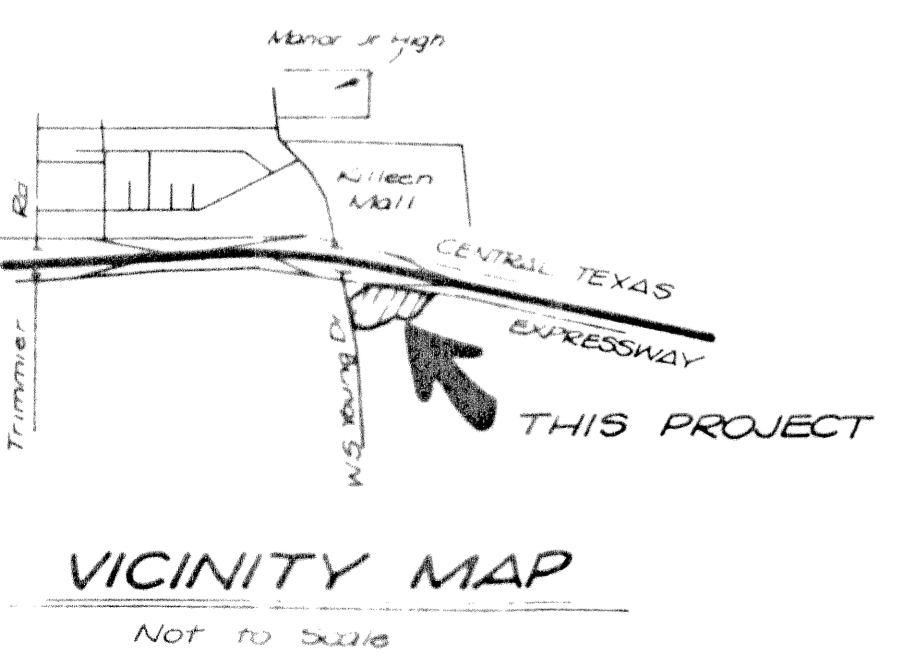 Manor Jr High
Killeen
Mall
Rd
CENTRAL TEXAS
EXPRESSWAY
Trimmier
WS Young Dr
THIS PROJECT
VICINITY MAP
Not to Scale